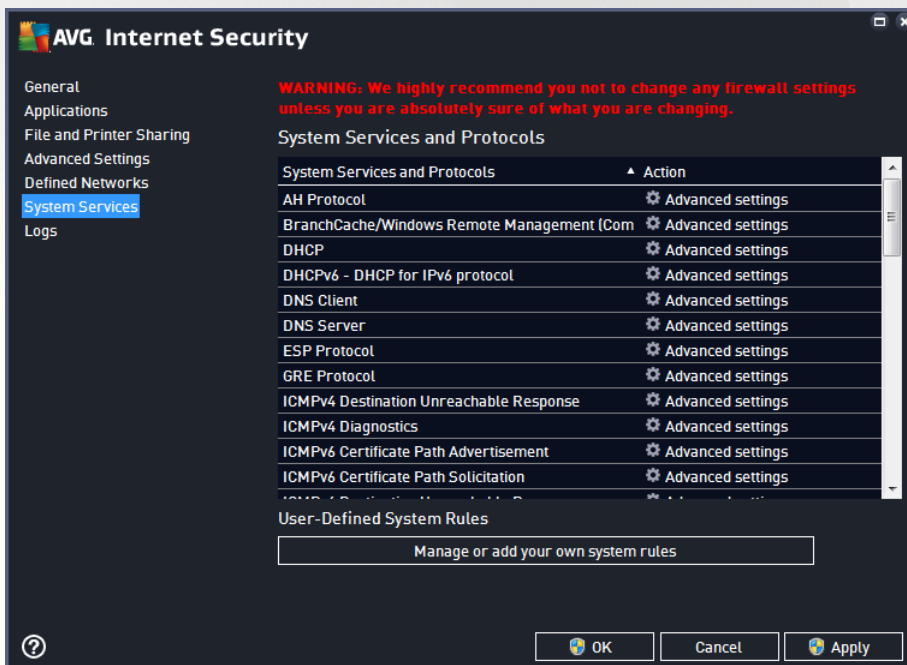 AVG Internet Security
General
Applications
File and Printer Sharing
Advanced Settings
Defined Networks
System Services
Logs
WARNING: We highly recommend you not to change any firewall settings
unless you are absolutely sure of what you are changing.
System Services and Protocols
System Services and Protocols Action
AH Protocol Advanced settings
BranchCache/Windows Remote Management (Com Advanced settings
DHCP Advanced settings
DHCPv6 - DHCP for IPv6 protocol Advanced settings
DNS Client Advanced settings
DNS Server Advanced settings
ESP Protocol Advanced settings
GRE Protocol Advanced settings
ICMPv4 Destination Unreachable Response Advanced settings
ICMPv4 Diagnostics Advanced settings
ICMPv6 Certificate Path Advertisement Advanced settings
ICMPv6 Certificate Path Solicitation Advanced settings
User-Defined System Rules
Manage or add your own system rules
? OK Cancel Apply